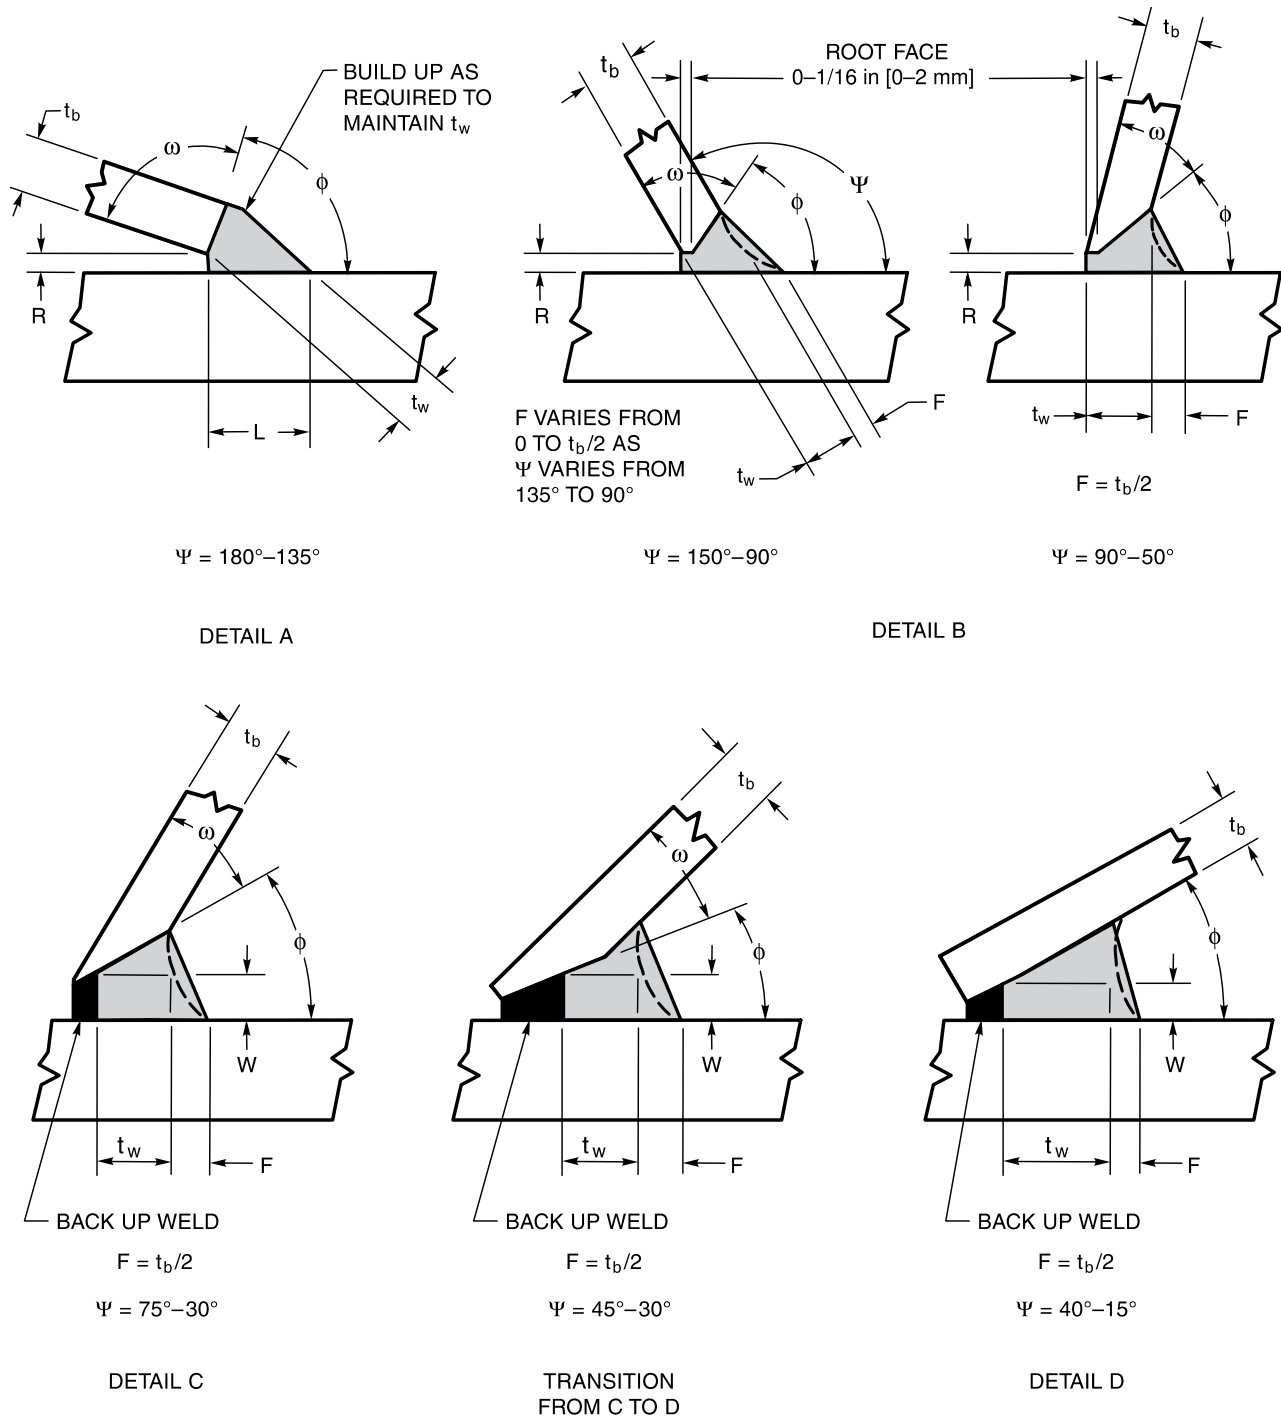 t_b
BUILD UP AS
REQUIRED TO
MAINTAIN t_w
ω
ϕ
R
t_w
L
Ψ = 180°–135°
DETAIL A
t_b
ROOT FACE
0–1/16 in [0–2 mm]
t_b
ω
Ψ
ϕ
R
F
t_w
F VARIES FROM
0 TO t_b/2 AS
Ψ VARIES FROM
135° TO 90°
Ψ = 150°–90°
ω
ϕ
R
t_w
F
F = t_b/2
Ψ = 90°–50°
DETAIL B
t_b
ω
ϕ
W
t_w
F
BACK UP WELD
F = t_b/2
Ψ = 75°–30°
DETAIL C
t_b
ω
ϕ
W
t_w
F
BACK UP WELD
F = t_b/2
Ψ = 45°–30°
TRANSITION
FROM C TO D
t_b
ϕ
W
t_w
F
BACK UP WELD
F = t_b/2
Ψ = 40°–15°
DETAIL D